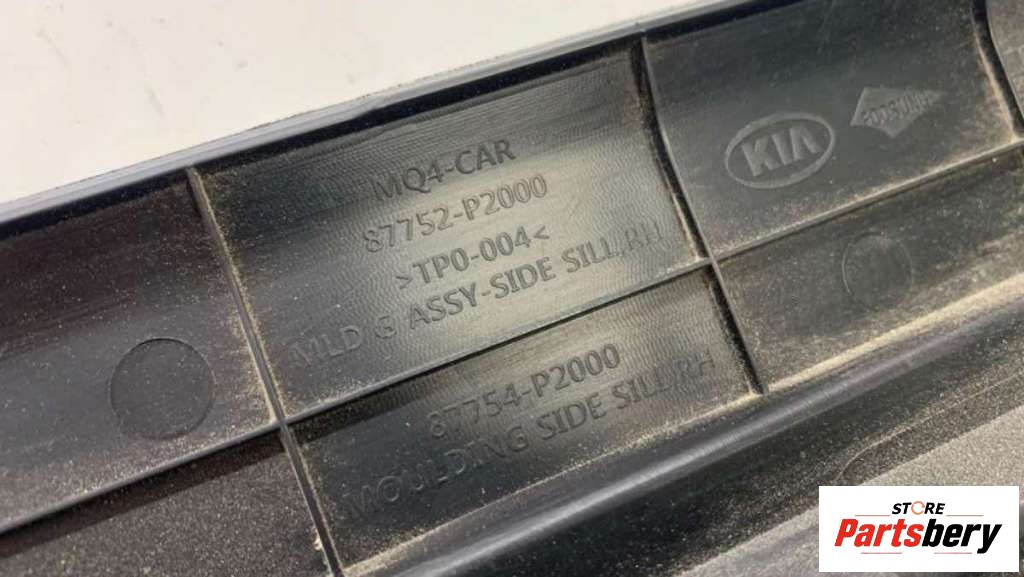 MQ4-CAR
87752-P2000
>TPO-004<
MLD G ASSY-SIDE SILL,RH
87754-P2000
MOULDING SIDE SILL,RH
KIA
STORE
Partsbery